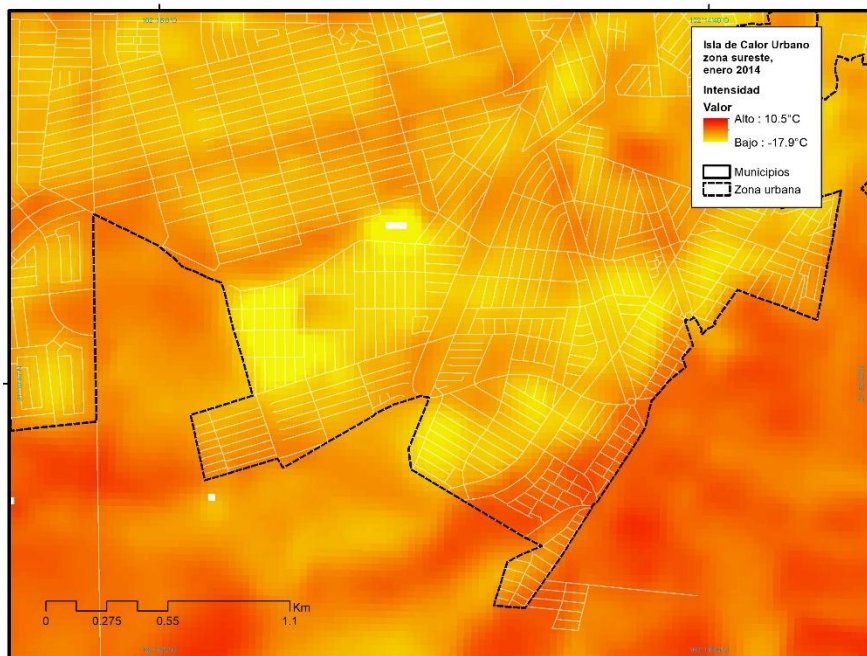 Isla de Calor Urbano
zona sureste,
enero 2014
Intensidad
Valor
Alto : 10.5°C
Bajo : -17.9°C
Municipios
Zona urbana
Km
0 0.275 0.55 1.1